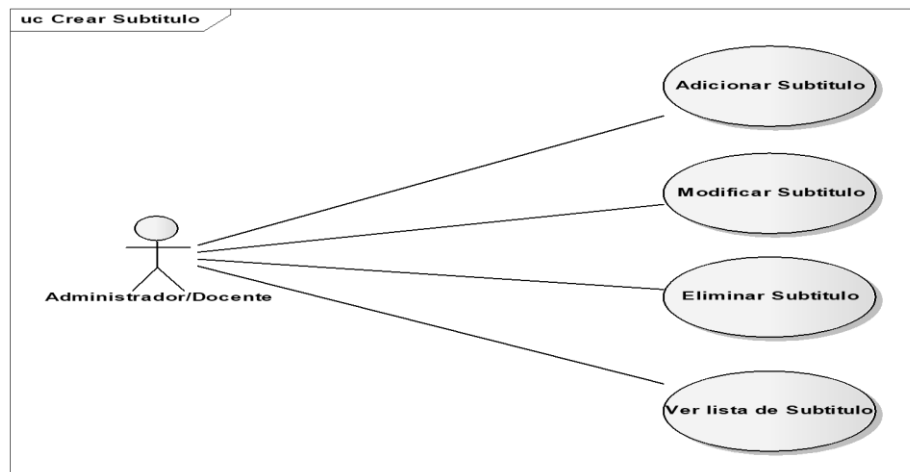 uc Crear Subtitulo
Adicionar Subtitulo
Modificar Subtitulo
Administrador/Docente
Eliminar Subtitulo
Ver lista de Subtitulo